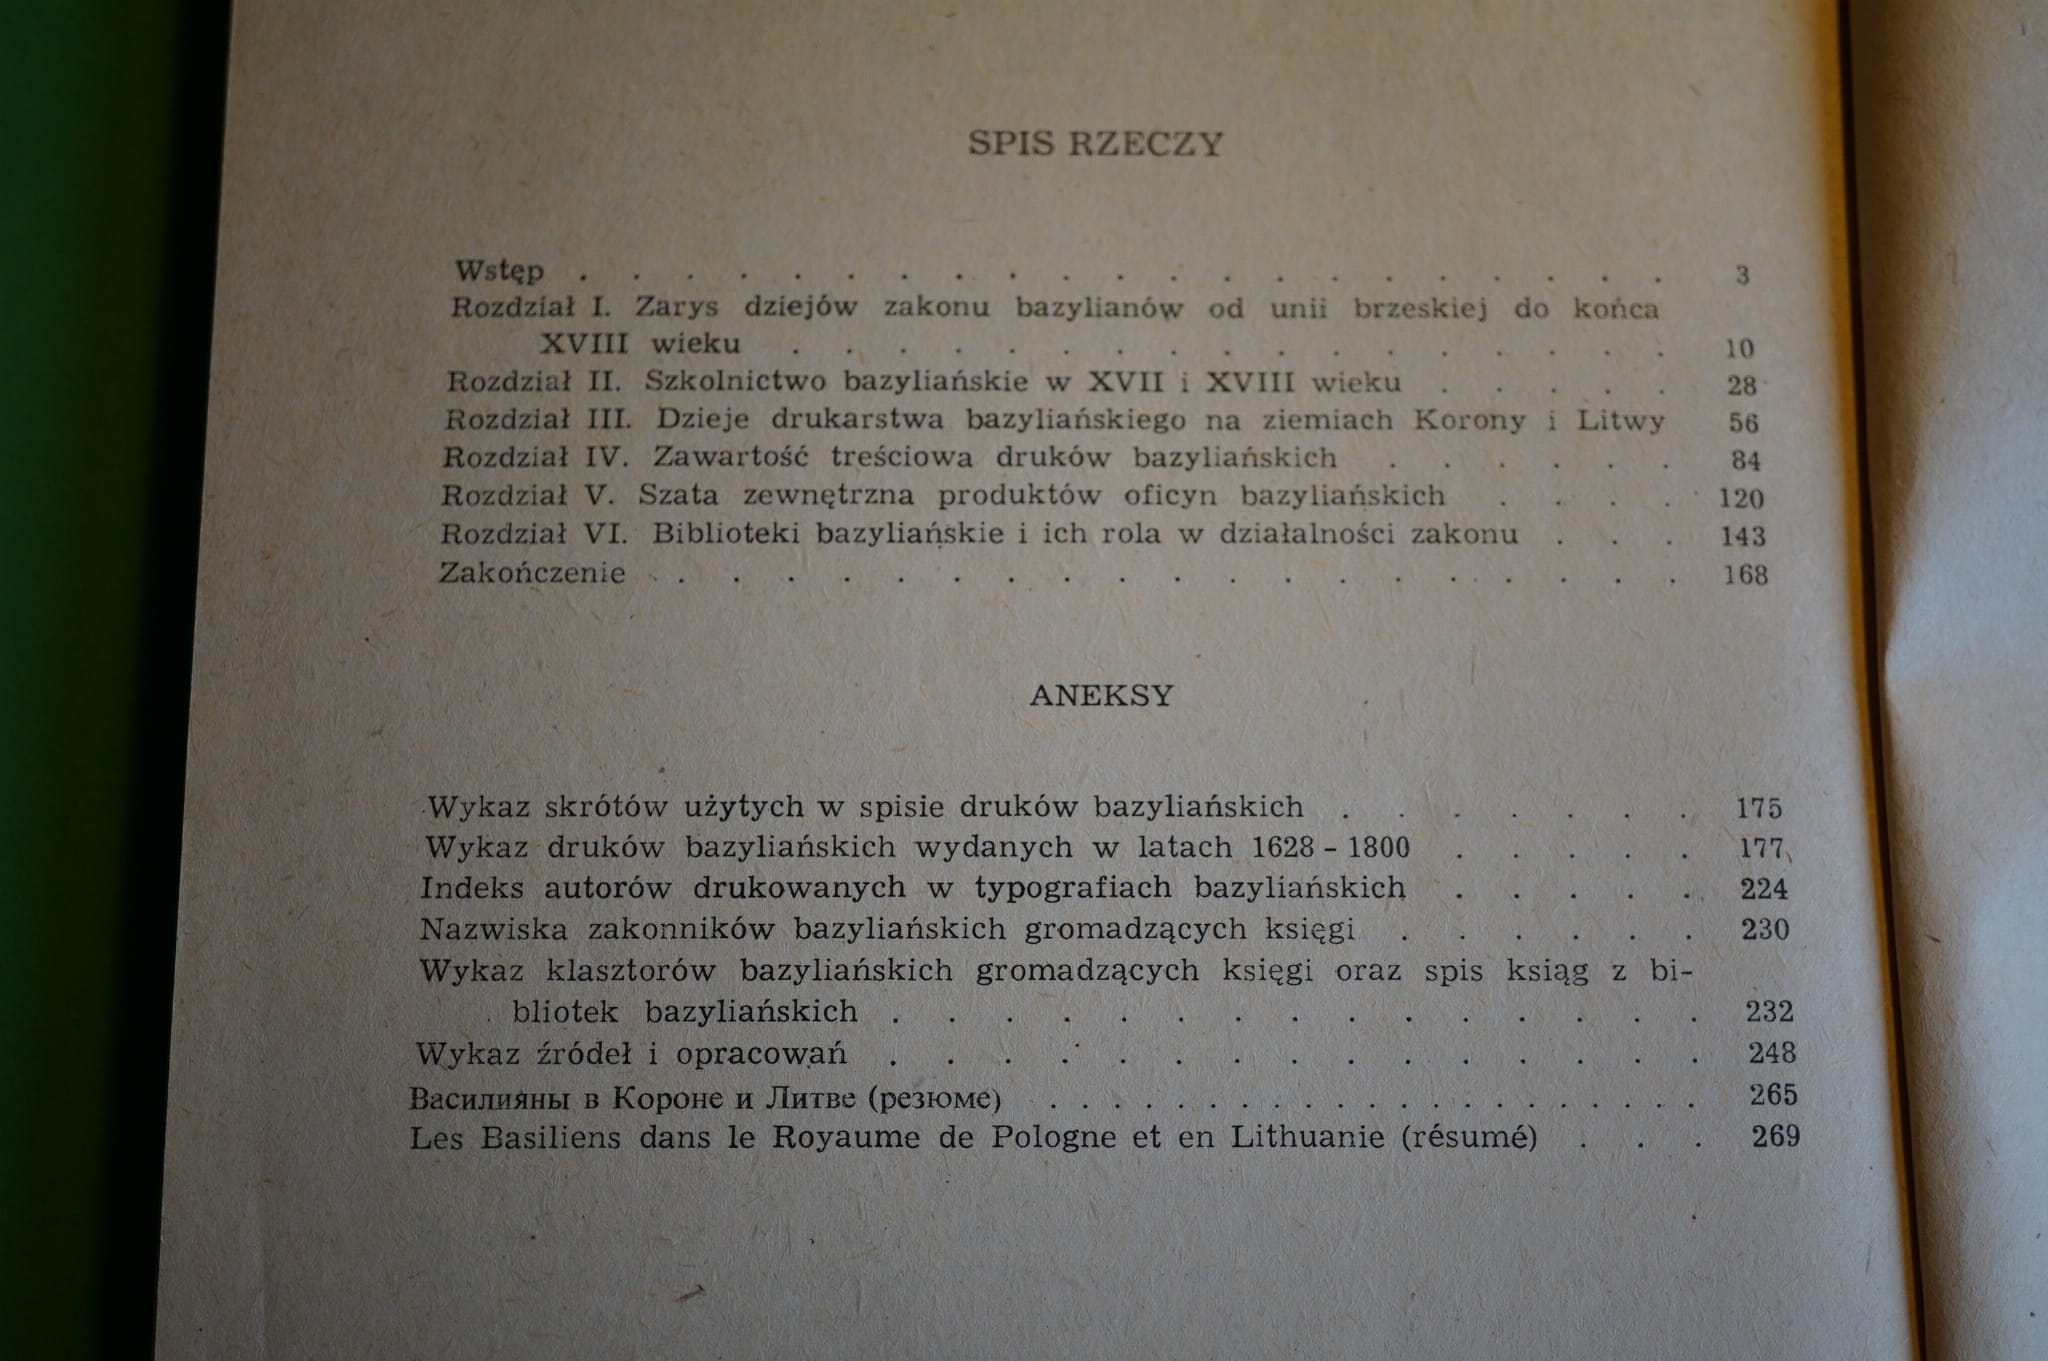 SPIS RZECZY
Wstęp . . . . . . . . . . . . . . . . . . . . . 3
Rozdział I. Zarys dziejów zakonu bazylianów od unii brzeskiej do końca
XVIII wieku . . . . . . . . . . . . . . . . . 10
Rozdział II. Szkolnictwo bazyliańskie w XVII i XVIII wieku . . . . . 28
Rozdział III. Dzieje drukarstwa bazyliańskiego na ziemiach Korony i Litwy 56
Rozdział IV. Zawartość treściowa druków bazyliańskich . . . . . . 84
Rozdział V. Szata zewnętrzna produktów oficyn bazyliańskich . . . . 120
Rozdział VI. Biblioteki bazyliańskie i ich rola w działalności zakonu . . . 143
Zakończenie . . . . . . . . . . . . . . . . . . . 168
ANEKSY
Wykaz skrótów użytych w spisie druków bazyliańskich . . . . . . . 175
Wykaz druków bazyliańskich wydanych w latach 1628 - 1800 . . . . . 177
Indeks autorów drukowanych w typografiach bazyliańskich . . . . . 224
Nazwiska zakonników bazyliańskich gromadzących księgi . . . . . . 230
Wykaz klasztorów bazyliańskich gromadzących księgi oraz spis ksiąg z bi-
bliotek bazyliańskich . . . . . . . . . . . . . . . 232
Wykaz źródeł i opracowań . . . . . . . . . . . . . . . 248
Василияны в Короне и Литве (резюме) . . . . . . . . . . . . . . . . . . . . 265
Les Basiliens dans le Royaume de Pologne et en Lithuanie (résumé) . . . 269